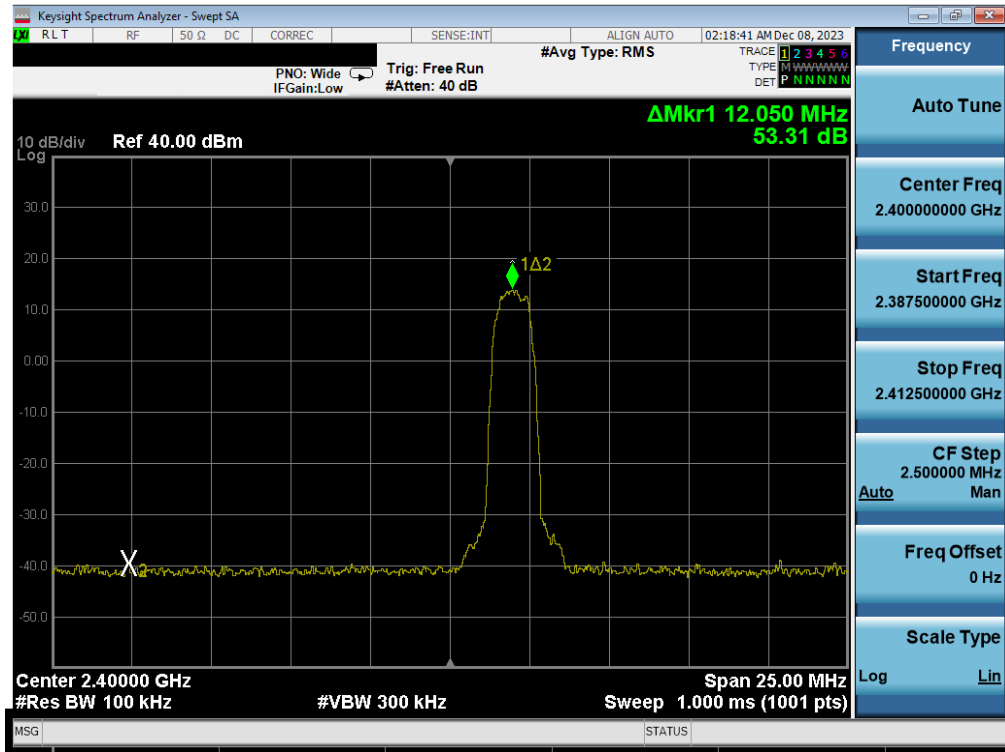 Keysight Spectrum Analyzer - Swept SA
LXI RLT RF 50 Ω DC CORREC SENSE:INT ALIGN AUTO 02:18:41 AM Dec 08, 2023
#Avg Type: RMS TRACE 1 2 3 4 5 6
PNO: Wide Trig: Free Run TYPE M WWWWW
IFGain:Low #Atten: 40 dB DET P N N N N N
ΔMkr1 12.050 MHz
53.31 dB
10 dB/div Ref 40.00 dBm
Log
30.0
20.0
1Δ2
10.0
0.00
-10.0
-20.0
-30.0
-40.0
X2
-50.0
Center 2.40000 GHz Span 25.00 MHz
#Res BW 100 kHz #VBW 300 kHz Sweep 1.000 ms (1001 pts)
MSG STATUS
Frequency
Auto Tune
Center Freq
2.400000000 GHz
Start Freq
2.387500000 GHz
Stop Freq
2.412500000 GHz
CF Step
2.500000 MHz
Auto Man
Freq Offset
0 Hz
Scale Type
Log Lin